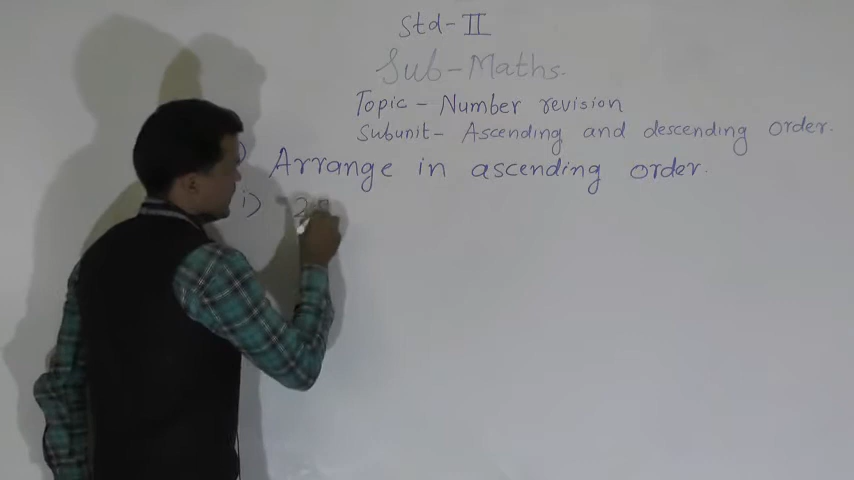 Std-II
Sub-Maths.
Topic - Number revision
Subunit- Ascending and descending order.
) Arrange in ascending order.
i)